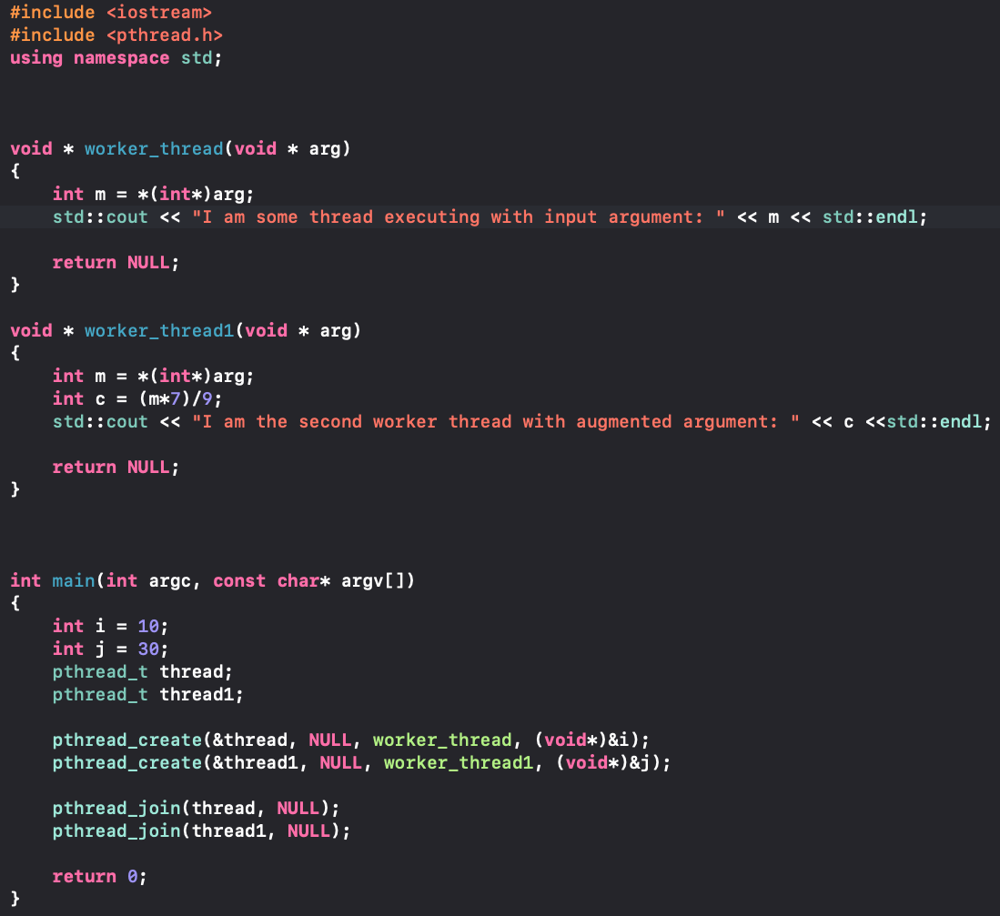 #include <iostream>
#include <pthread.h>
using namespace std;
void * worker_thread(void * arg)
{
    int m = *(int*)arg;
    std::cout << "I am some thread executing with input argument: " << m << std::endl;
    return NULL;
}
void * worker_thread1(void * arg)
{
    int m = *(int*)arg;
    int c = (m*7)/9;
    std::cout << "I am the second worker thread with augmented argument: " << c <<std::endl;
    return NULL;
}
int main(int argc, const char* argv[])
{
    int i = 10;
    int j = 30;
    pthread_t thread;
    pthread_t thread1;
    pthread_create(&thread, NULL, worker_thread, (void*)&i);
    pthread_create(&thread1, NULL, worker_thread1, (void*)&j);
    pthread_join(thread, NULL);
    pthread_join(thread1, NULL);
    return 0;
}